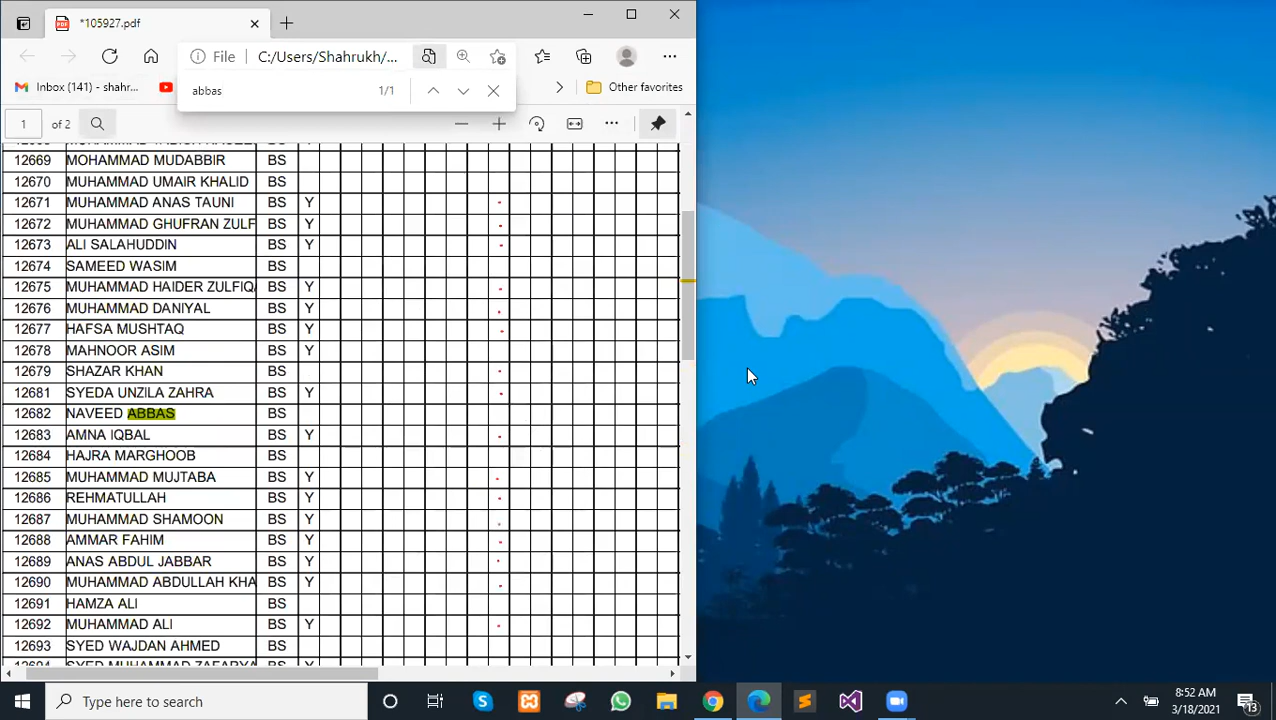 *105927.pdf
File
C:/Users/Shahrukh/...
Inbox (141) - shahr...
abbas
1/1
Other favorites
1
of 2
12669 MOHAMMAD MUDABBIR BS
12670 MUHAMMAD UMAIR KHALID BS
12671 MUHAMMAD ANAS TAUNI BS Y
12672 MUHAMMAD GHUFRAN ZULF BS Y
12673 ALI SALAHUDDIN BS Y
12674 SAMEED WASIM BS
12675 MUHAMMAD HAIDER ZULFIQA BS Y
12676 MUHAMMAD DANIYAL BS Y
12677 HAFSA MUSHTAQ BS Y
12678 MAHNOOR ASIM BS Y
12679 SHAZAR KHAN BS
12681 SYEDA UNZILA ZAHRA BS Y
12682 NAVEED ABBAS BS
12683 AMNA IQBAL BS Y
12684 HAJRA MARGHOOB BS
12685 MUHAMMAD MUJTABA BS Y
12686 REHMATULLAH BS Y
12687 MUHAMMAD SHAMOON BS Y
12688 AMMAR FAHIM BS Y
12689 ANAS ABDUL JABBAR BS Y
12690 MUHAMMAD ABDULLAH KHA BS Y
12691 HAMZA ALI BS
12692 MUHAMMAD ALI BS Y
12693 SYED WAJDAN AHMED BS
Type here to search
8:52 AM
3/18/2021
13